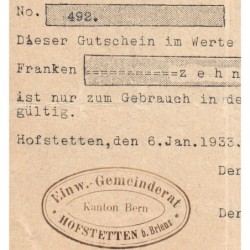 No. 492.
Dieser Gutschein im Werte
Franken ==========z e h n
ist nur zum Gebrauch in de
gültig.
Hofstetten, den 6.Jan.1933.
Der
De
Einw.-Gemeinderat
Kanton Bern
HOFSTETTEN b. Brienz